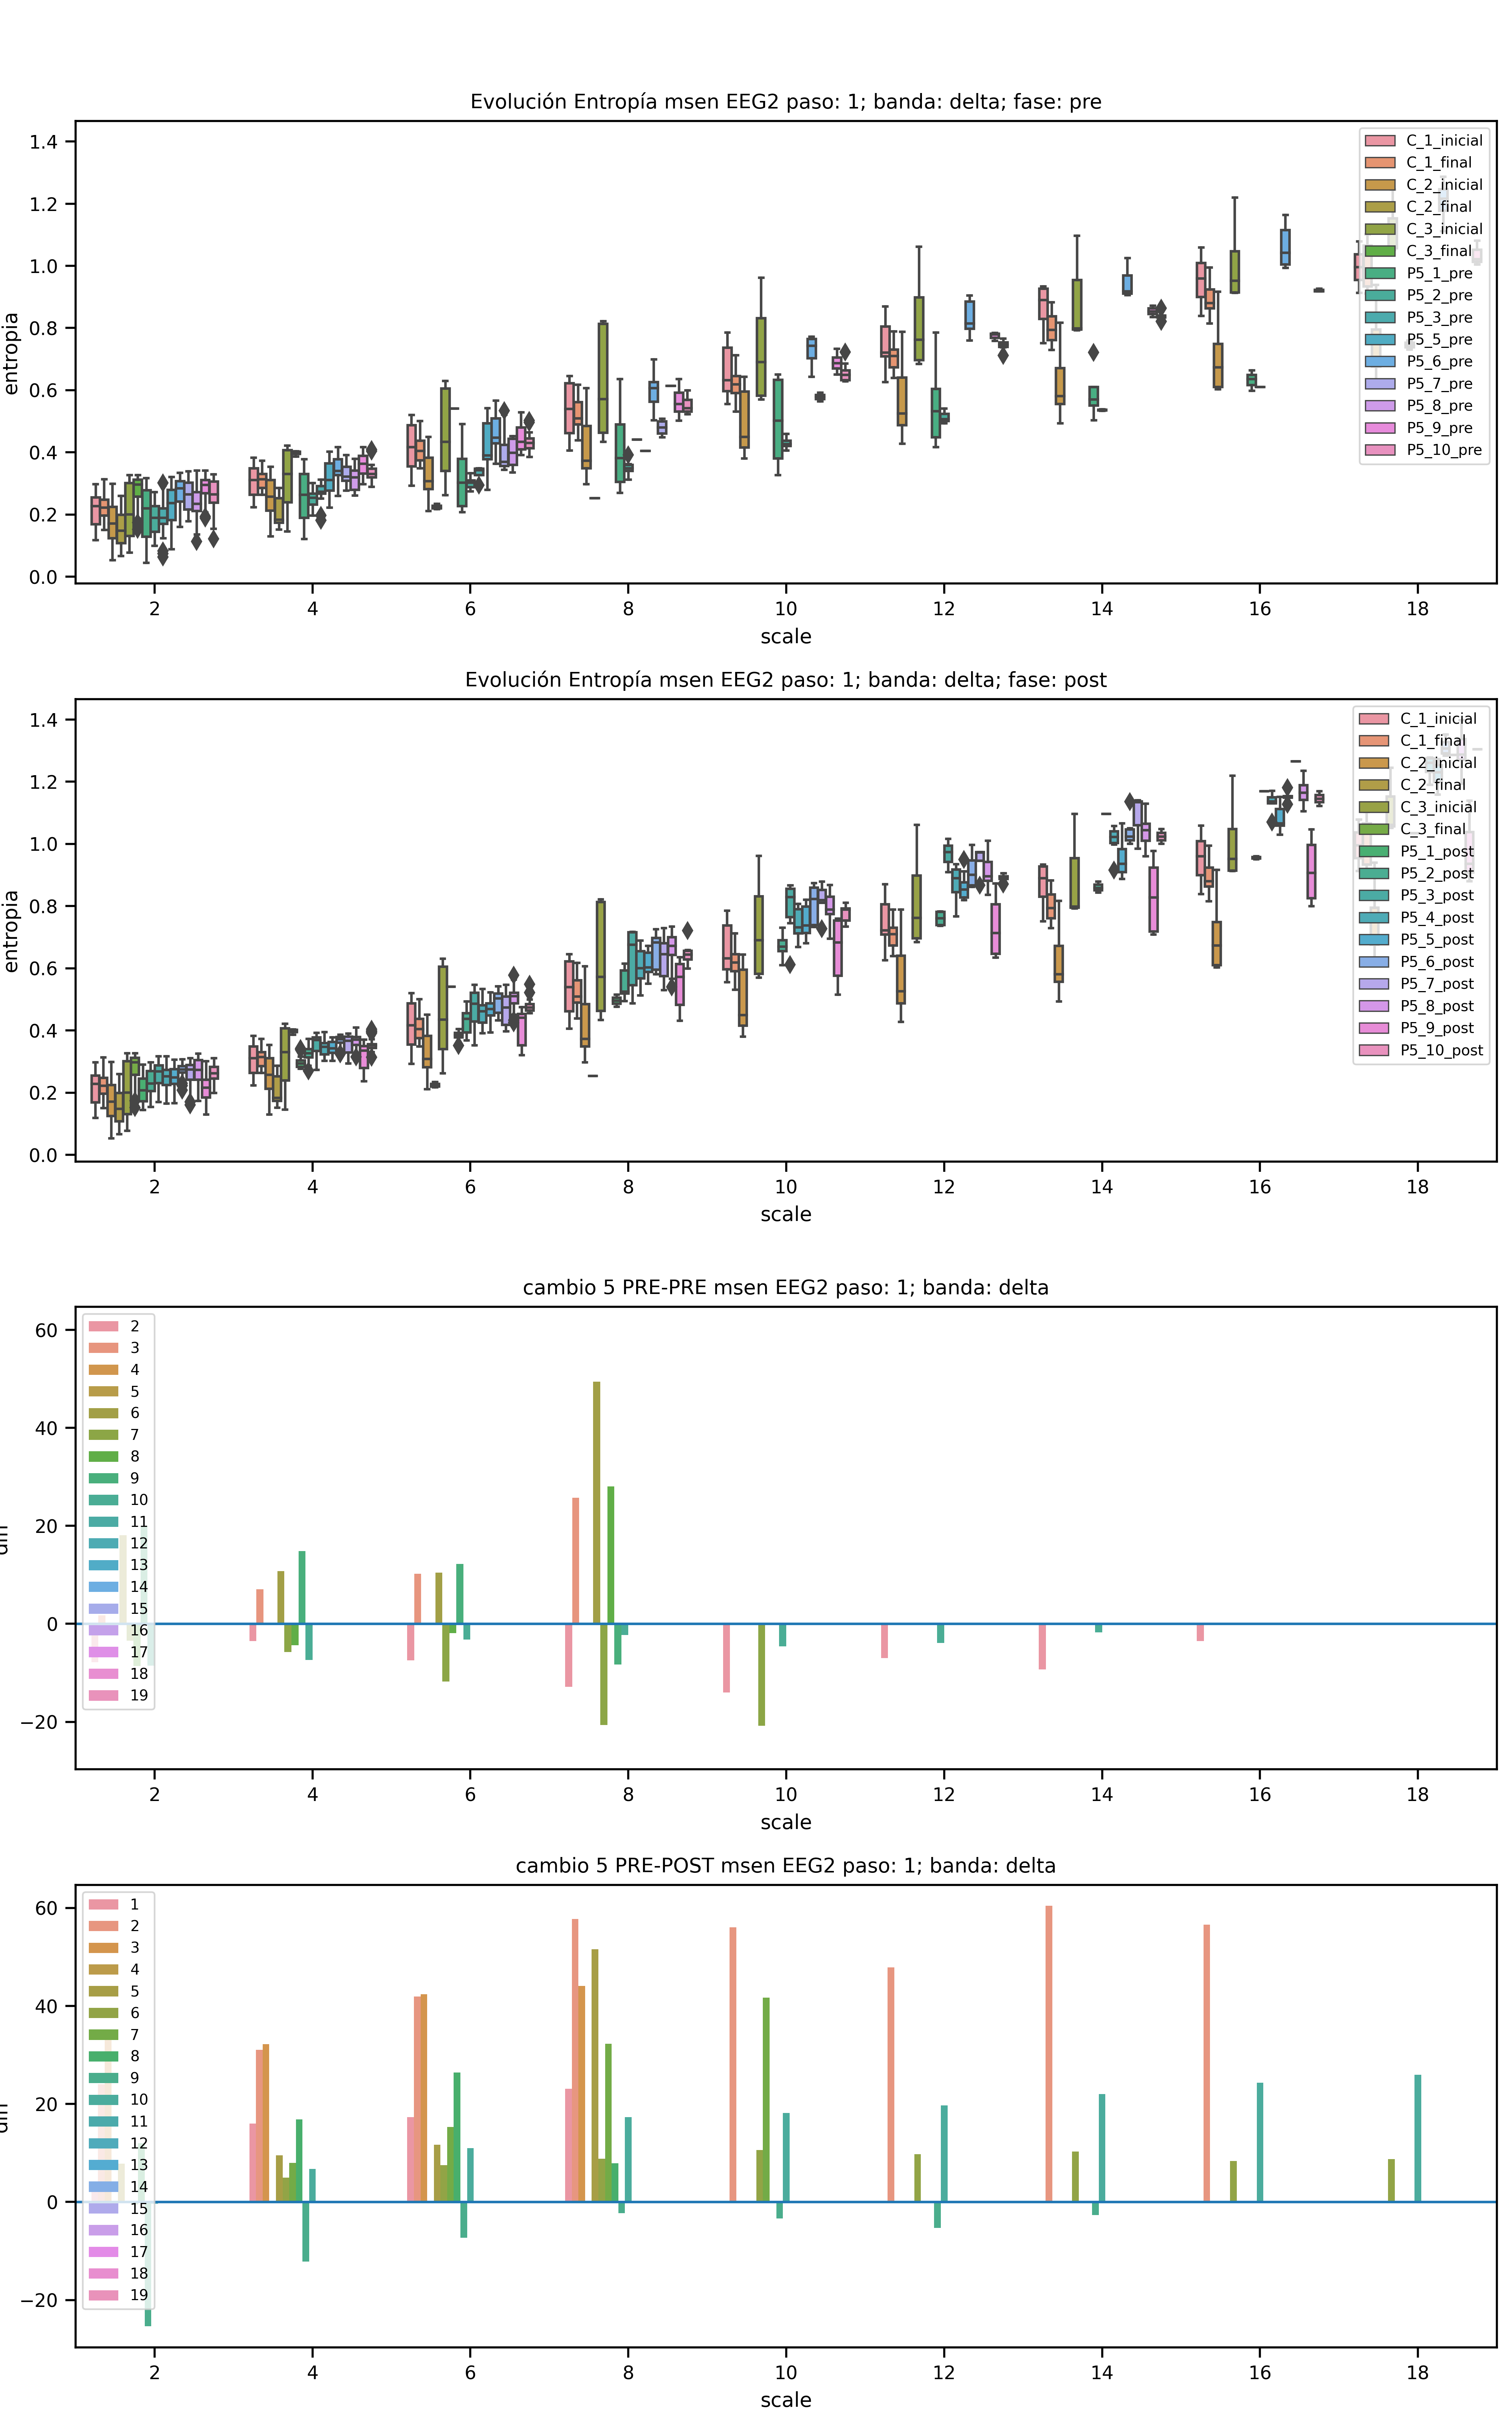 Evolución Entropía msen EEG2 paso: 1; banda: delta; fase: pre
entropia
1.4
1.2
1.0
0.8
0.6
0.4
0.2
0.0
C_1_inicial
C_1_final
C_2_inicial
C_2_final
C_3_inicial
C_3_final
P5_1_pre
P5_2_pre
P5_3_pre
P5_5_pre
P5_6_pre
P5_7_pre
P5_8_pre
P5_9_pre
P5_10_pre
2 4 6 8 10 12 14 16 18
scale
Evolución Entropía msen EEG2 paso: 1; banda: delta; fase: post
entropia
1.4
1.2
1.0
0.8
0.6
0.4
0.2
0.0
C_1_inicial
C_1_final
C_2_inicial
C_2_final
C_3_inicial
C_3_final
P5_1_post
P5_2_post
P5_3_post
P5_4_post
P5_5_post
P5_6_post
P5_7_post
P5_8_post
P5_9_post
P5_10_post
2 4 6 8 10 12 14 16 18
scale
cambio 5 PRE-PRE msen EEG2 paso: 1; banda: delta
60
40
20
0
−20
2
3
4
5
6
7
8
9
10
11
12
13
14
15
16
17
18
19
2 4 6 8 10 12 14 16 18
scale
cambio 5 PRE-POST msen EEG2 paso: 1; banda: delta
60
40
20
0
−20
1
2
3
4
5
6
7
8
9
10
11
12
13
14
15
16
17
18
19
2 4 6 8 10 12 14 16 18
scale